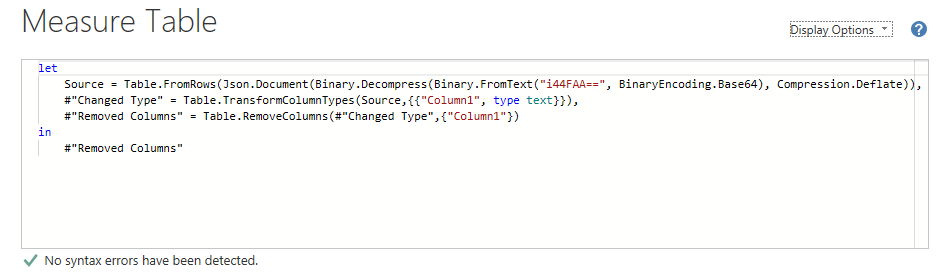 Measure Table
Display Options
?
let
    Source = Table.FromRows(Json.Document(Binary.Decompress(Binary.FromText("i44FAA==", BinaryEncoding.Base64), Compression.Deflate)),
    #"Changed Type" = Table.TransformColumnTypes(Source,{{"Column1", type text}}),
    #"Removed Columns" = Table.RemoveColumns(#"Changed Type",{"Column1"})
in
    #"Removed Columns"
No syntax errors have been detected.